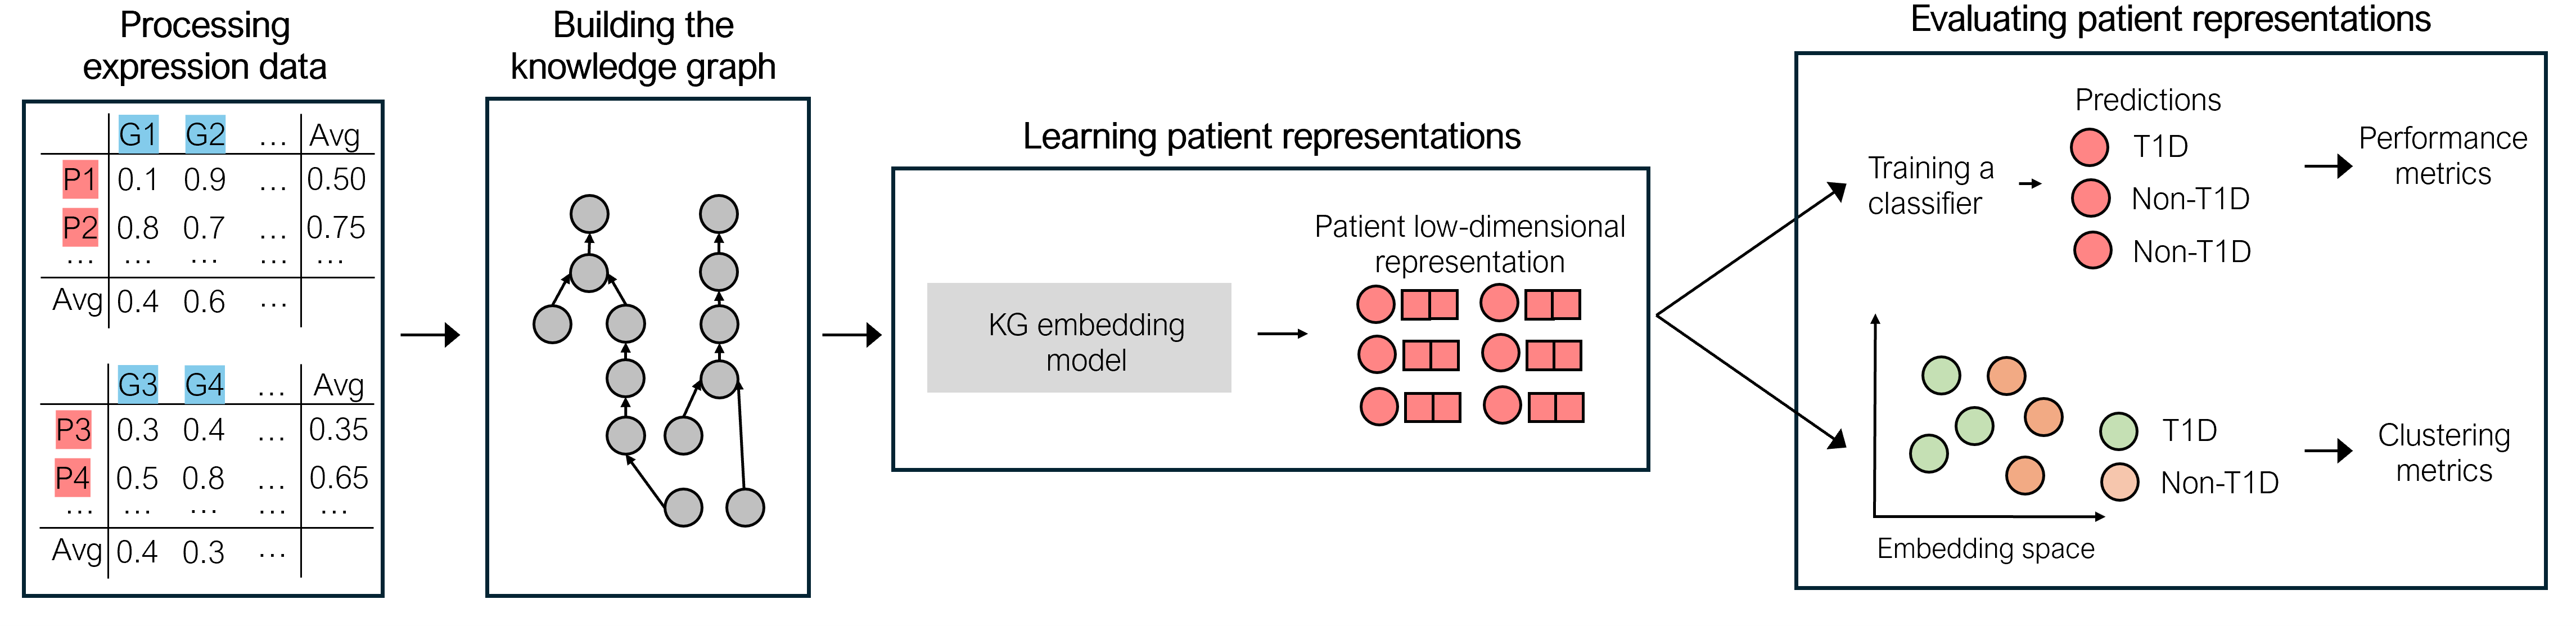 Processing
expression data
G1 G2 ... Avg
P1 0.1 0.9 ... 0.50
P2 0.8 0.7 ... 0.75
... ... ... ... ...
Avg 0.4 0.6 ...
G3 G4 ... Avg
P3 0.3 0.4 ... 0.35
P4 0.5 0.8 ... 0.65
... ... ... ... ...
Avg 0.4 0.3 ...
Building the
knowledge graph
Learning patient representations
KG embedding
model
Patient low-dimensional
representation
Evaluating patient representations
Training a
classifier
Predictions
T1D
Non-T1D
Non-T1D
Performance
metrics
Embedding space
T1D
Non-T1D
Clustering
metrics